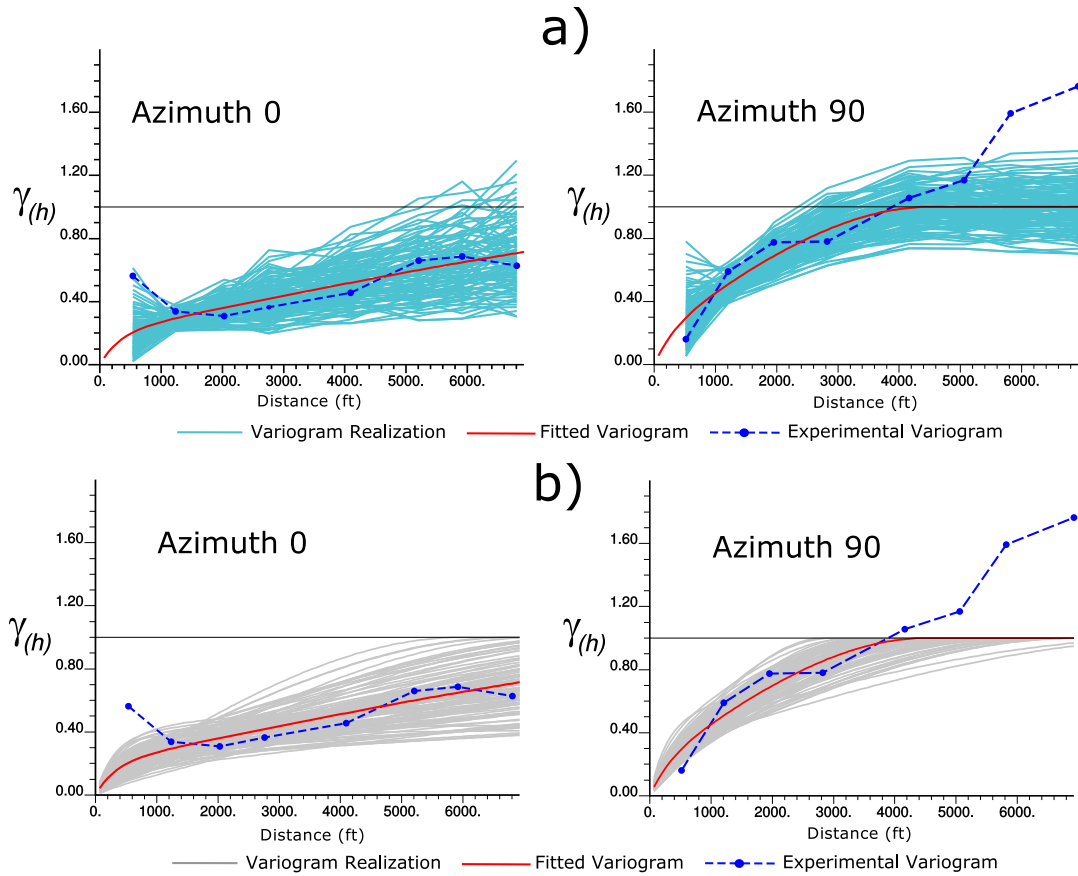 a)
Azimuth 0
Azimuth 90
1.60
1.20
0.80
0.40
0.00
γ(h)
0. 1000. 2000. 3000. 4000. 5000. 6000.
Distance (ft)
1.60
1.20
0.80
0.40
0.00
γ(h)
0. 1000. 2000. 3000. 4000. 5000. 6000.
Distance (ft)
Variogram Realization Fitted Variogram Experimental Variogram
b)
Azimuth 0
Azimuth 90
1.60
1.20
0.80
0.40
0.00
γ(h)
0. 1000. 2000. 3000. 4000. 5000. 6000.
Distance (ft)
1.60
1.20
0.80
0.40
0.00
γ(h)
0. 1000. 2000. 3000. 4000. 5000. 6000.
Distance (ft)
Variogram Realization Fitted Variogram Experimental Variogram